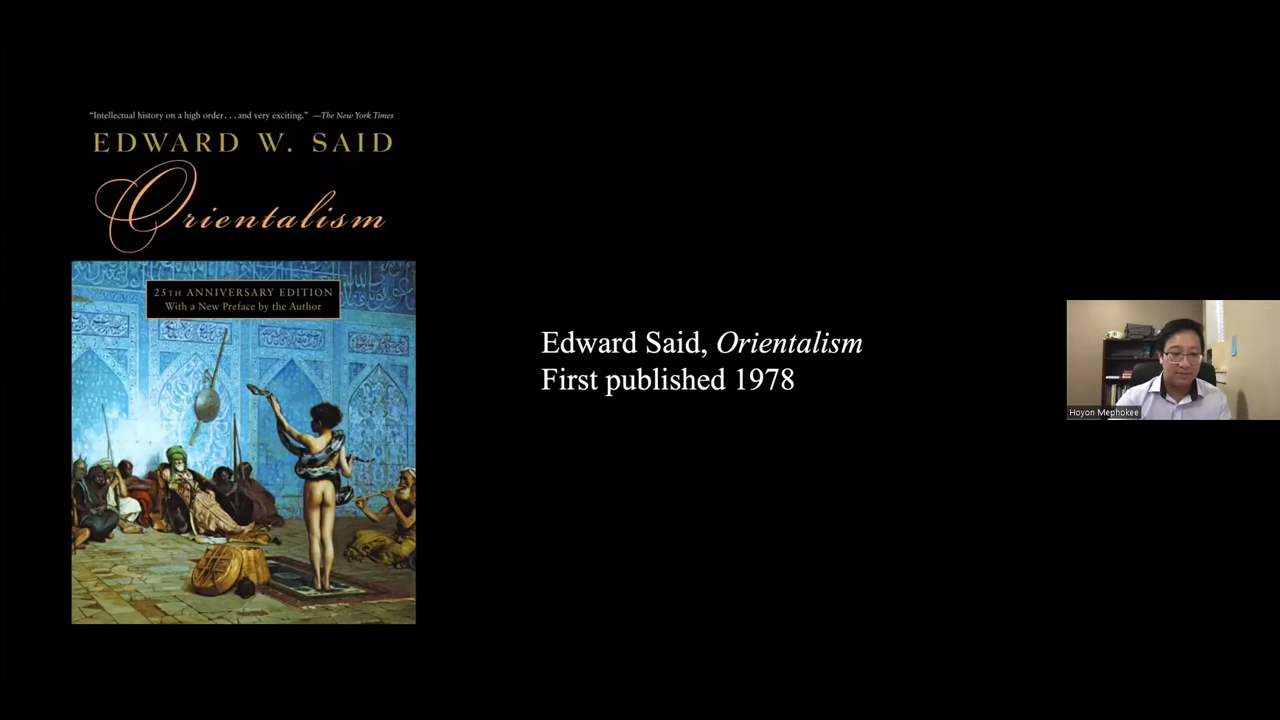 “Intellectual history on a high order . . . and very exciting.” —The New York Times
EDWARD W. SAID
Orientalism
25TH ANNIVERSARY EDITION
With a New Preface by the Author
Edward Said, Orientalism
First published 1978
Hoyon Mephokee